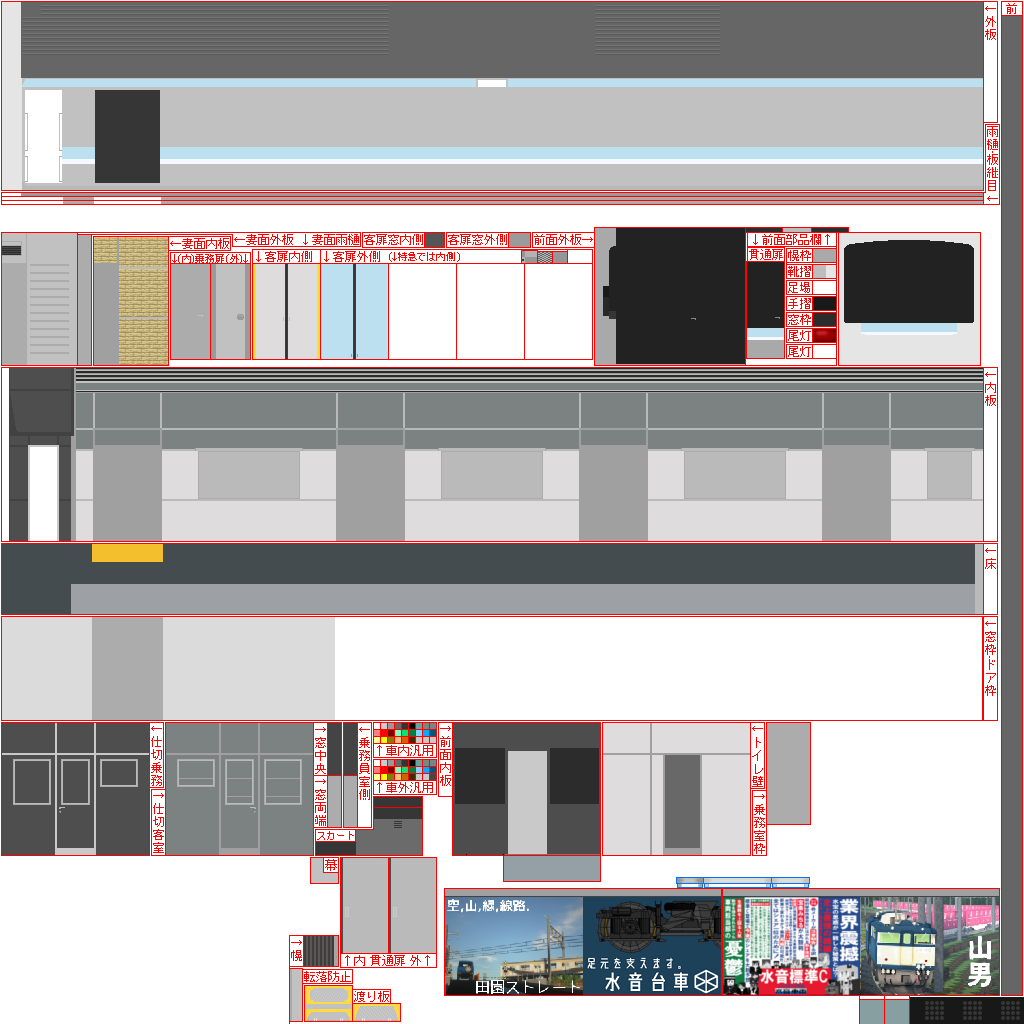 ←外板
前
雨樋・板継目←
←妻面内板
←妻面外板
↓妻面雨樋
客扉窓内側
客扉窓外側
前面外板→
↓前面部品欄↑
↓(内)乗務扉(外)↓
↓客扉内側
↓客扉外側
(↓特急では内側)
貫通扉
幌枠
靴摺
足場
手摺
窓枠
尾灯
尾灯
←内板
←床
←窓枠・ドア枠
←仕切乗務
→仕切客室
→窓中央
→窓両端
←乗務員室側
↑車内汎用
↑車外汎用
→前面内板
スカート
←トイレ壁
→乗務室枠
幕
↑内 貫通扉 外↑
→幌
転落防止
渡り板
空,山,緑,線路.
田園ストレート
足元を支えます。
水音台車
業界震撼
憂鬱
水音標準C
山男